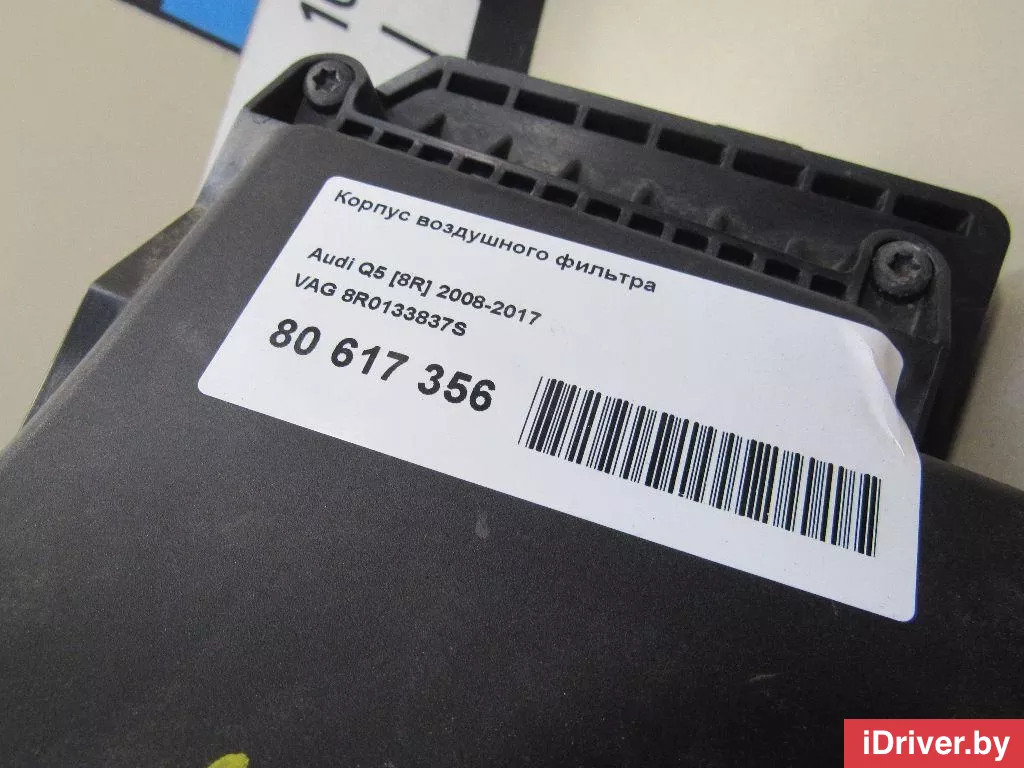 Корпус воздушного фильтра
Audi Q5 [8R] 2008-2017
VAG 8R0133837S
80 617 356
iDriver.by